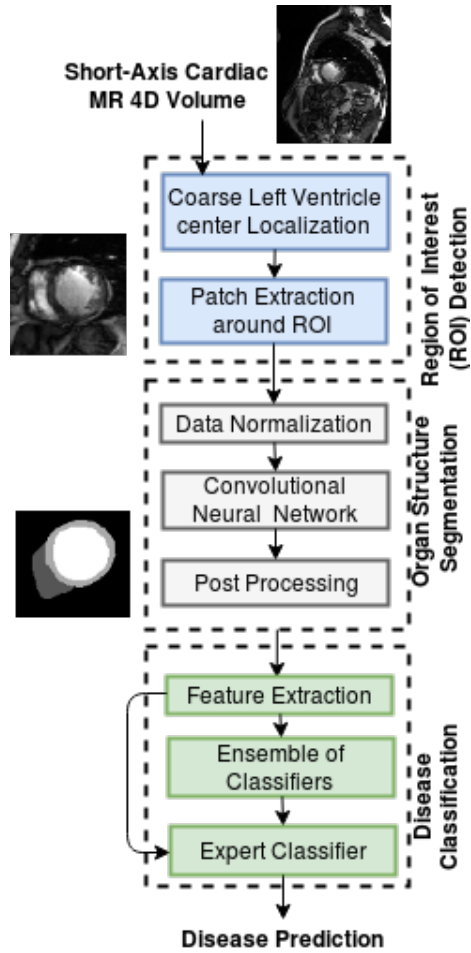 Short-Axis Cardiac
MR 4D Volume
Coarse Left Ventricle
center Localization
Patch Extraction
around ROI
Region of Interest
(ROI) Detection
Data Normalization
Convolutional
Neural Network
Post Processing
Organ Structure
Segmentation
Feature Extraction
Ensemble of
Classifiers
Expert Classifier
Disease
Classification
Disease Prediction